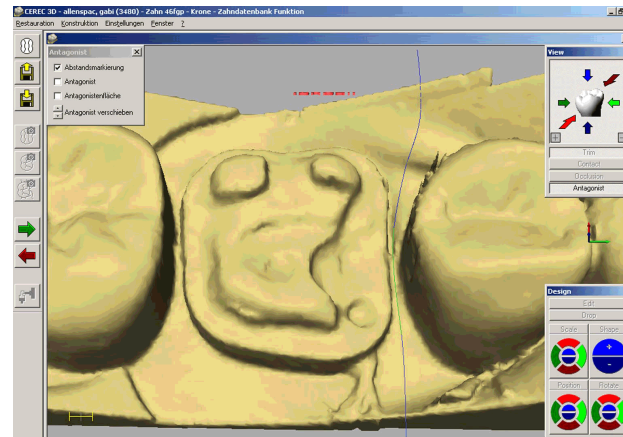 CEREC 3D - allenspac, gabi (3480) - Zahn 46fgp - Krone - Zahndatenbank Funktion
Restauration Konstruktion Einstellungen Fenster ?
Antagonist
Abstandsmarkierung
Antagonist
Antagonistenfläche
Antagonist verschieben
View
Trim
Contact
Occlusion
Antagonist
Design
Edit
Drop
Scale Shape
Position Rotate